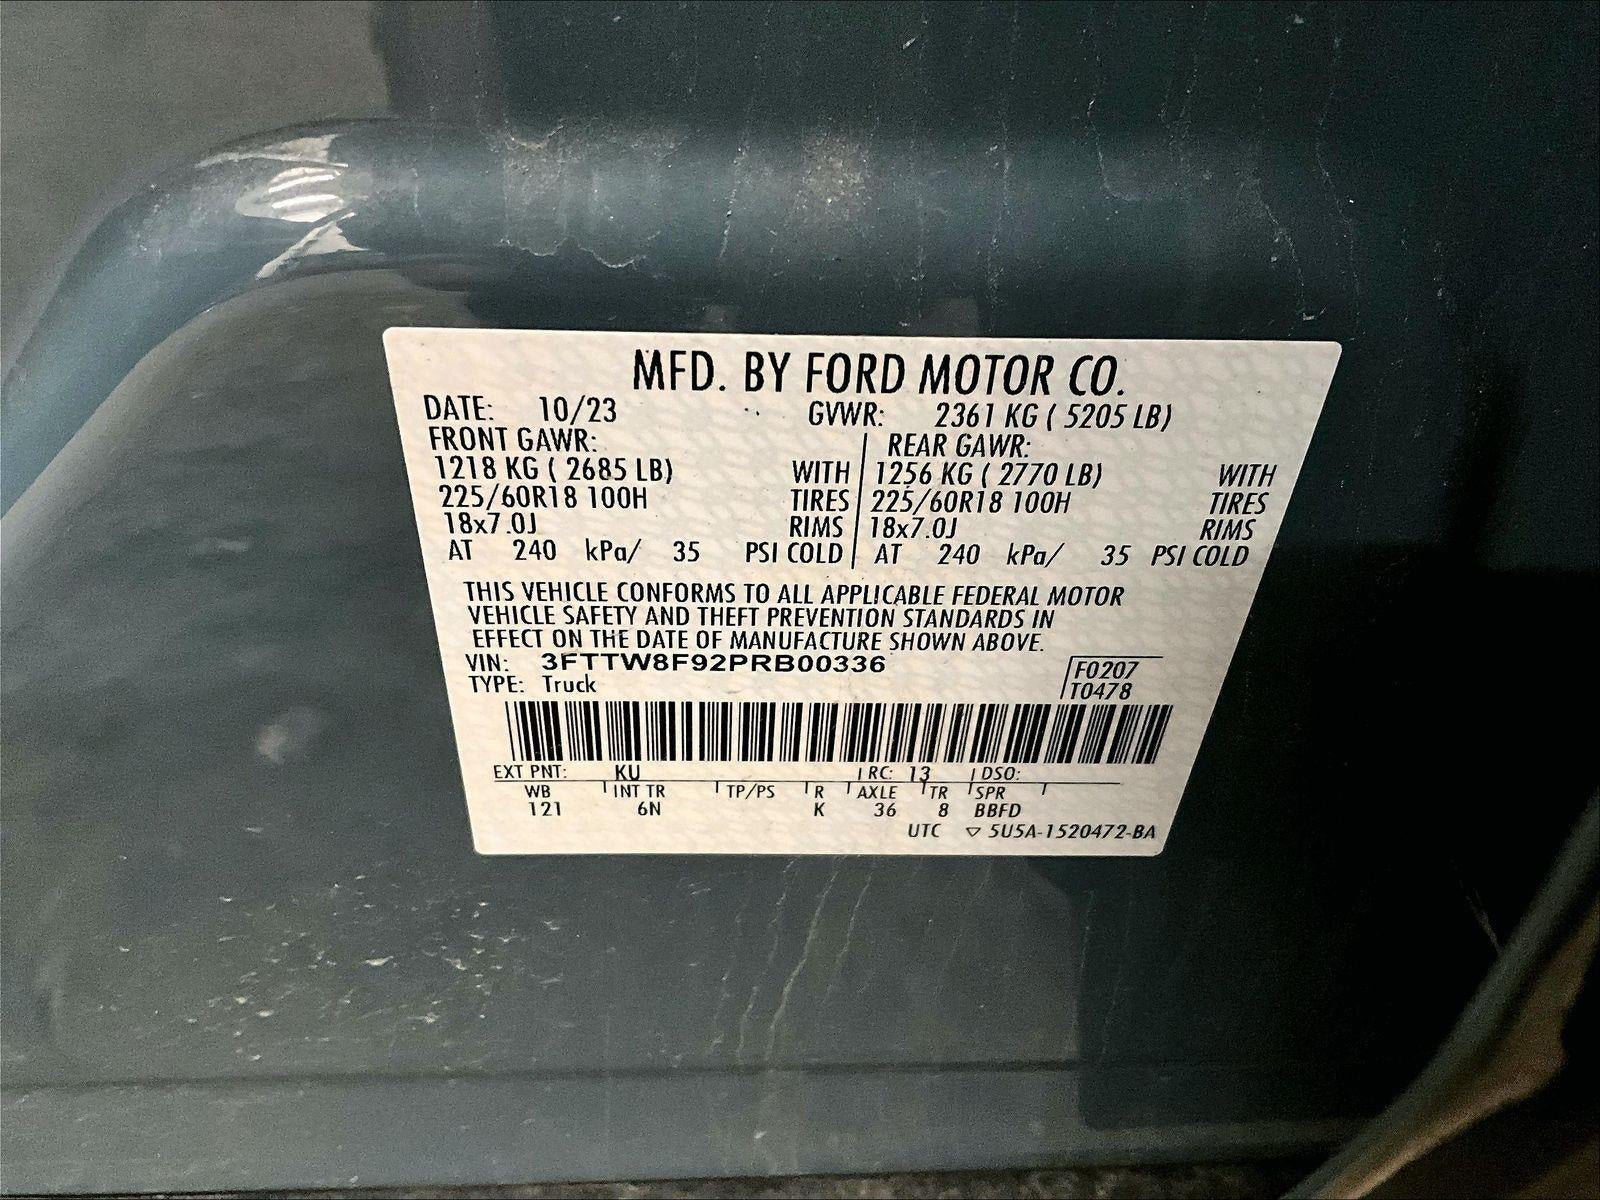 MFD. BY FORD MOTOR CO.
DATE: 10/23 GVWR: 2361 KG ( 5205 LB)
FRONT GAWR: REAR GAWR:
1218 KG ( 2685 LB) WITH 1256 KG ( 2770 LB) WITH
225/60R18 100H TIRES 225/60R18 100H TIRES
18x7.0J RIMS 18x7.0J RIMS
AT 240 kPa/ 35 PSI COLD AT 240 kPa/ 35 PSI COLD
THIS VEHICLE CONFORMS TO ALL APPLICABLE FEDERAL MOTOR
VEHICLE SAFETY AND THEFT PREVENTION STANDARDS IN
EFFECT ON THE DATE OF MANUFACTURE SHOWN ABOVE.
VIN: 3FTTW8F92PRB00336 F0207
TYPE: Truck T0478
EXT PNT: KU RC: 13 DSO:
WB INT TR TP/PS R AXLE TR SPR
121 6N K 36 8 BBFD
UTC ▽ 5U5A-1520472-BA